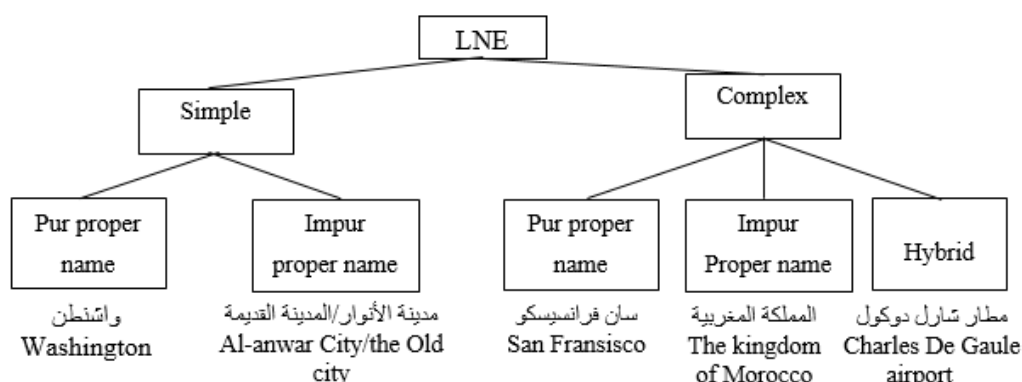 LNE
Simple
Complex
Pur proper
name
Impur
proper name
Pur proper
name
Impur
Proper name
Hybrid
واشنطن
Washington
مدينة الأنوار/المدينة القديمة
Al-anwar City/the Old
city
سان فرانسيسكو
San Fransisco
المملكة المغربية
The kingdom
of Morocco
مطار شارل دوكول
Charles De Gaule
airport